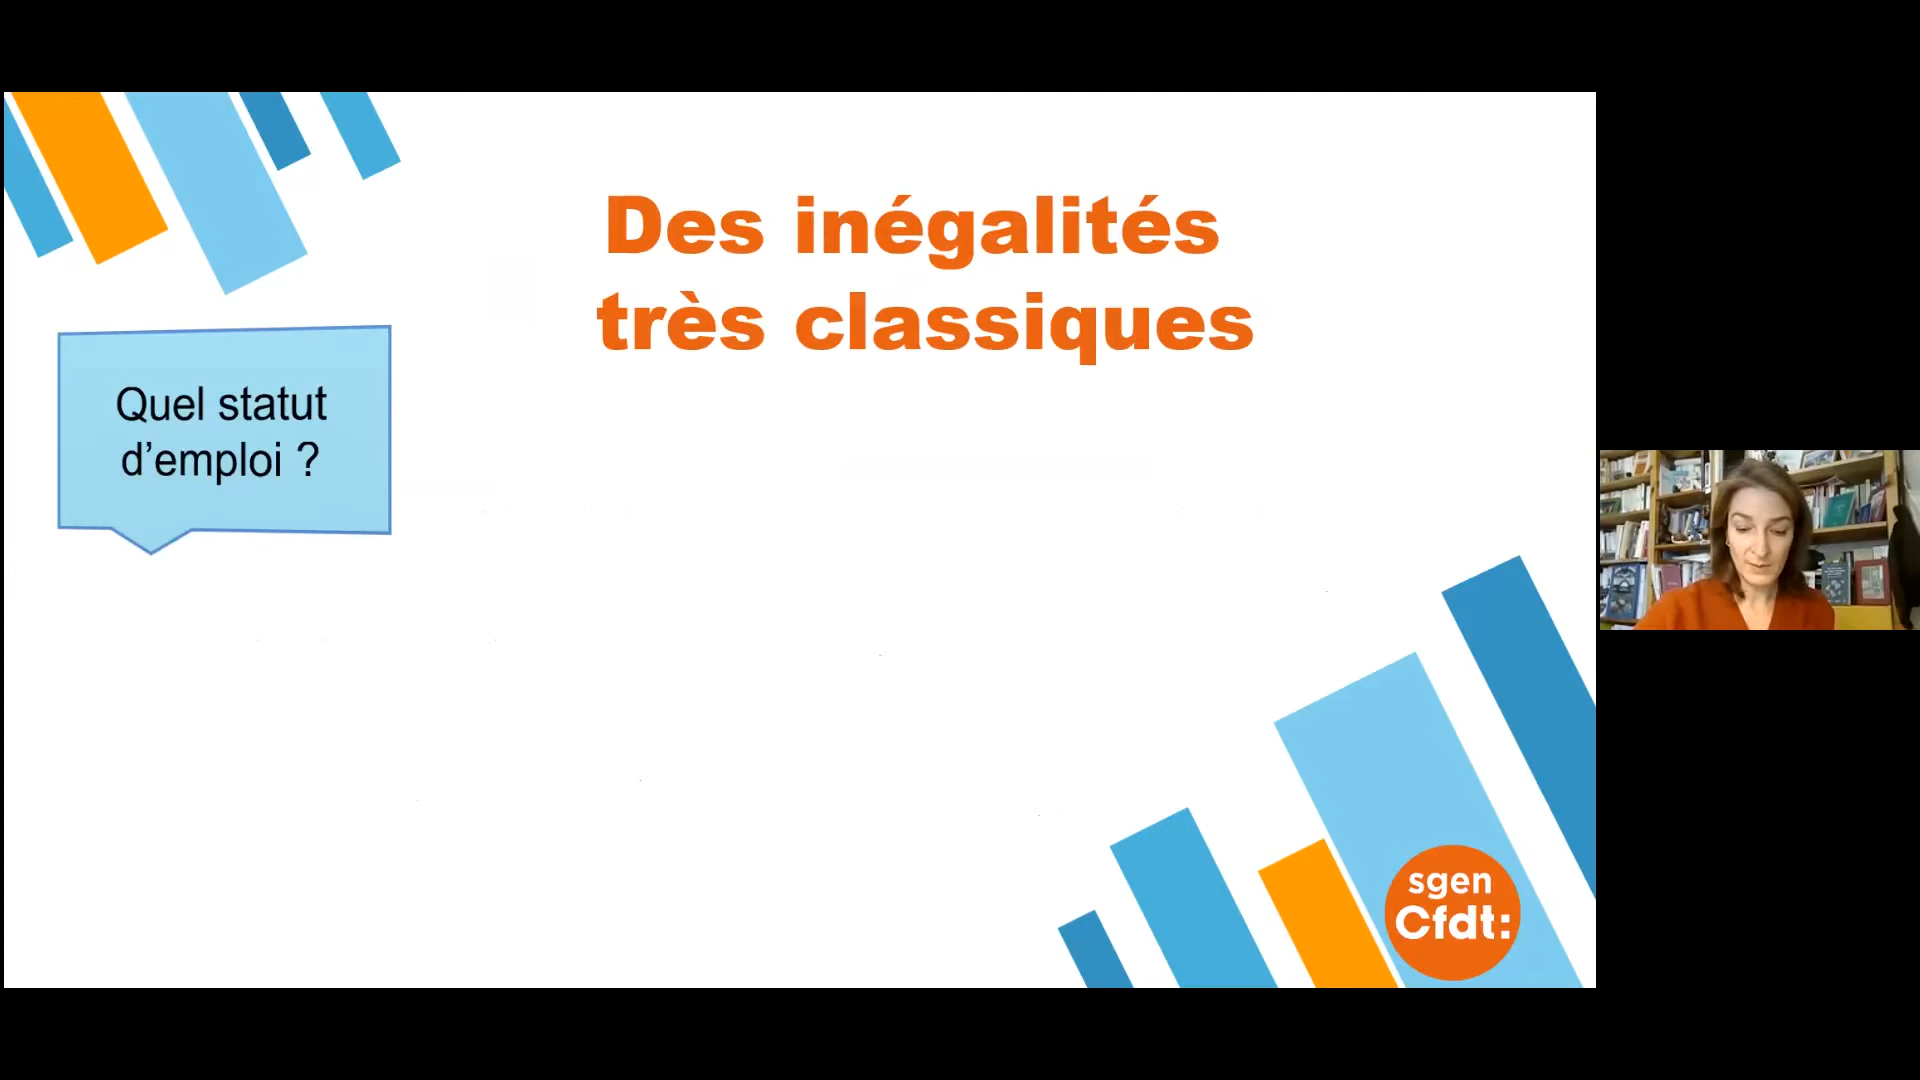 Des inégalités
très classiques
Quel statut
d’emploi ?
sgen
Cfdt: